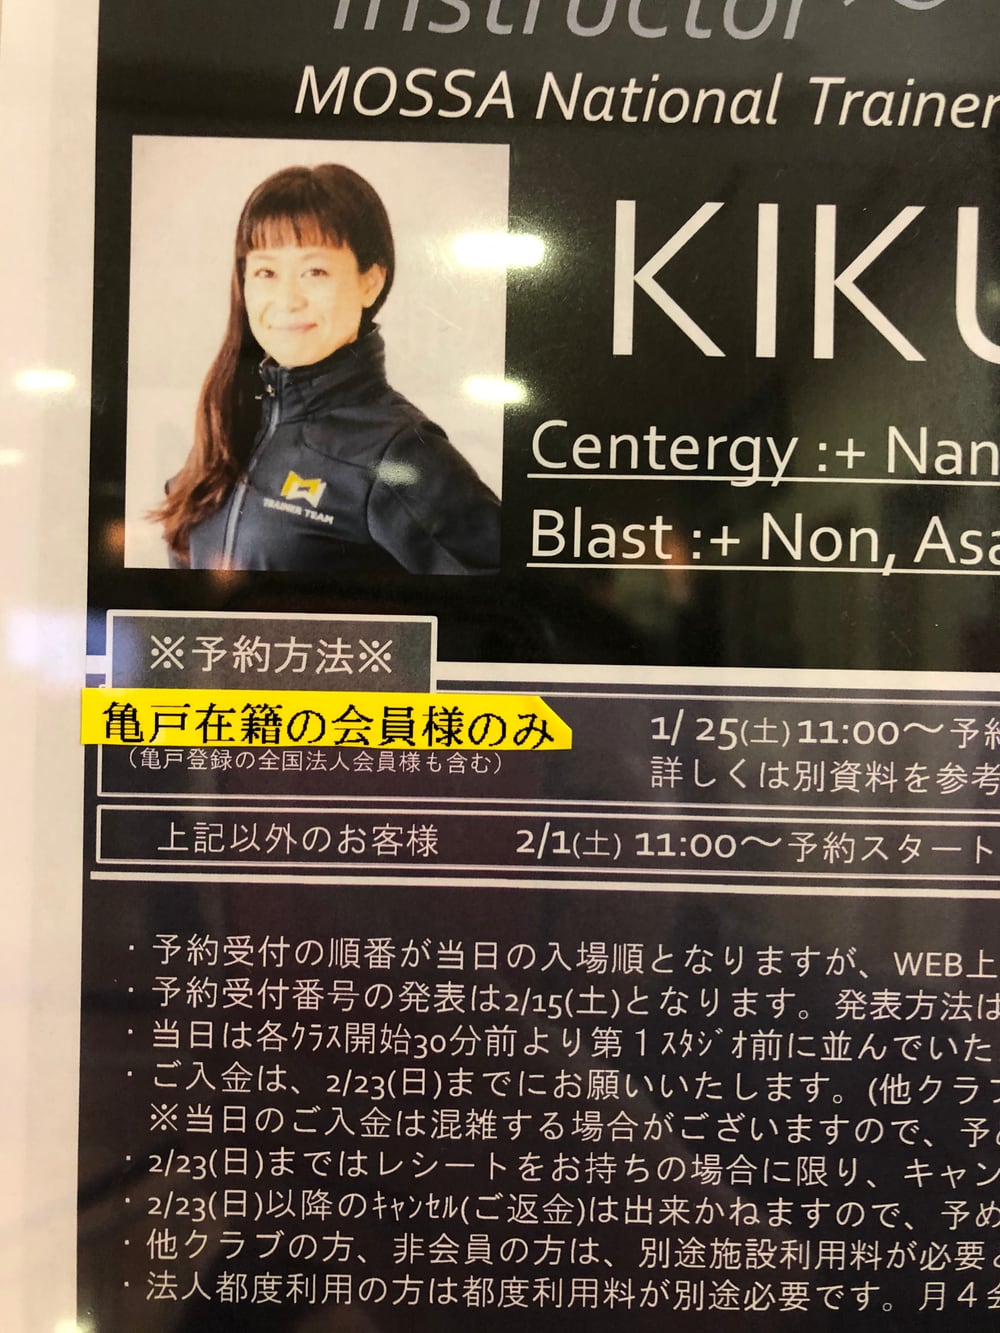 Instructor
MOSSA National Trainer
KIKU
TRAINER TEAM
Centergy :+ Nan
Blast :+ Non, Asa
※予約方法※
亀戸在籍の会員様のみ
(亀戸登録の全国法人会員様も含む)
1/25(土)11:00~予約
詳しくは別資料を参考
上記以外のお客様 2/1(土) 11:00~予約スタート
・予約受付の順番が当日の入場順となりますが、WEB上
・予約受付番号の発表は2/15(土)となります。発表方法は
・当日は各ｸﾗｽ開始30分前より第１ｽﾀｼﾞｵ前に並んでいた
・ご入金は、2/23(日)までにお願いいたします。(他クラブ
※当日のご入金は混雑する場合がございますので、予め
・2/23(日)まではレシートをお持ちの場合に限り、キャン
・2/23(日)以降のｷｬﾝｾﾙ(ご返金)は出来かねますので、予め
・他クラブの方、非会員の方は、別途施設利用料が必要と
・法人都度利用の方は都度利用料が別途必要です。月４会